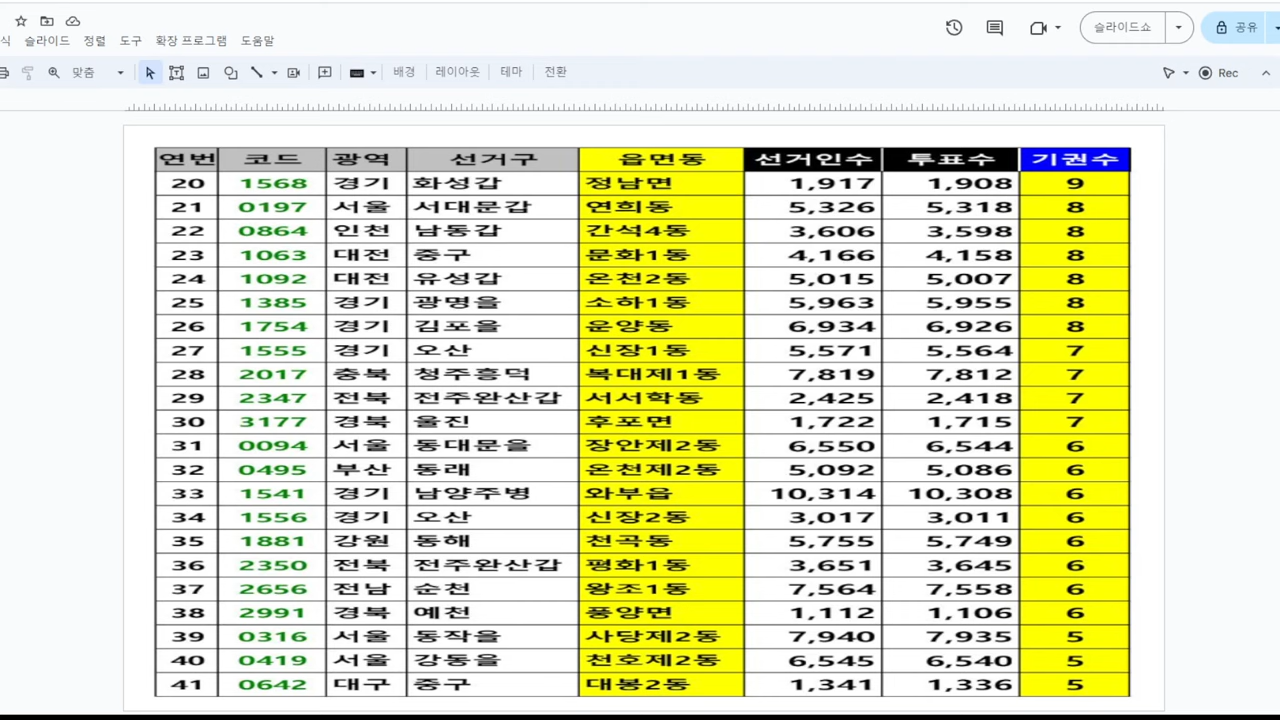 식 슬라이드 정렬 도구 확장 프로그램 도움말 슬라이드쇼 공유
맞춤 배경 레이아웃 테마 전환 Rec
연번 코드 광역 선거구 읍면동 선거인수 투표수 기권수
20 1568 경기 화성갑 정남면 1,917 1,908 9
21 0197 서울 서대문갑 연희동 5,326 5,318 8
22 0864 인천 남동갑 간석4동 3,606 3,598 8
23 1063 대전 중구 문화1동 4,166 4,158 8
24 1092 대전 유성갑 온천2동 5,015 5,007 8
25 1385 경기 광명을 소하1동 5,963 5,955 8
26 1754 경기 김포을 운양동 6,934 6,926 8
27 1555 경기 오산 신장1동 5,571 5,564 7
28 2017 충북 청주흥덕 복대제1동 7,819 7,812 7
29 2347 전북 전주완산갑 서서학동 2,425 2,418 7
30 3177 경북 울진 후포면 1,722 1,715 7
31 0094 서울 동대문을 장안제2동 6,550 6,544 6
32 0495 부산 동래 온천제2동 5,092 5,086 6
33 1541 경기 남양주병 와부읍 10,314 10,308 6
34 1556 경기 오산 신장2동 3,017 3,011 6
35 1881 강원 동해 천곡동 5,755 5,749 6
36 2350 전북 전주완산갑 평화1동 3,651 3,645 6
37 2656 전남 순천 왕조1동 7,564 7,558 6
38 2991 경북 예천 풍양면 1,112 1,106 6
39 0316 서울 동작을 사당제2동 7,940 7,935 5
40 0419 서울 강동을 천호제2동 6,545 6,540 5
41 0642 대구 중구 대봉2동 1,341 1,336 5